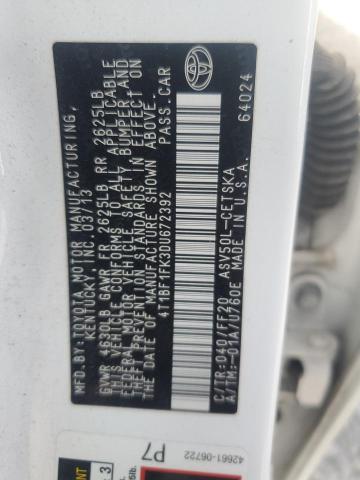 MFD. BY: TOYOTA MOTOR MANUFACTURING,
KENTUCKY, INC. 03/13
GVWR 4630LB GAWR FR 2625LB RR 2625LB
THIS VEHICLE CONFORMS TO ALL APPLICABLE
FEDERAL MOTOR VEHICLE SAFETY, BUMPER AND
THEFT PREVENTION STANDARDS IN EFFECT ON
THE DATE OF MANUFACTURE SHOWN ABOVE.
4T1BF1FK3DU672392 PASS. CAR
C/TR: 040/FF20 ASV50L-CETSKA
A/TM: -01A/U760E MADE IN U.S.A.
64024
TOYOTA
42661-06722
P7